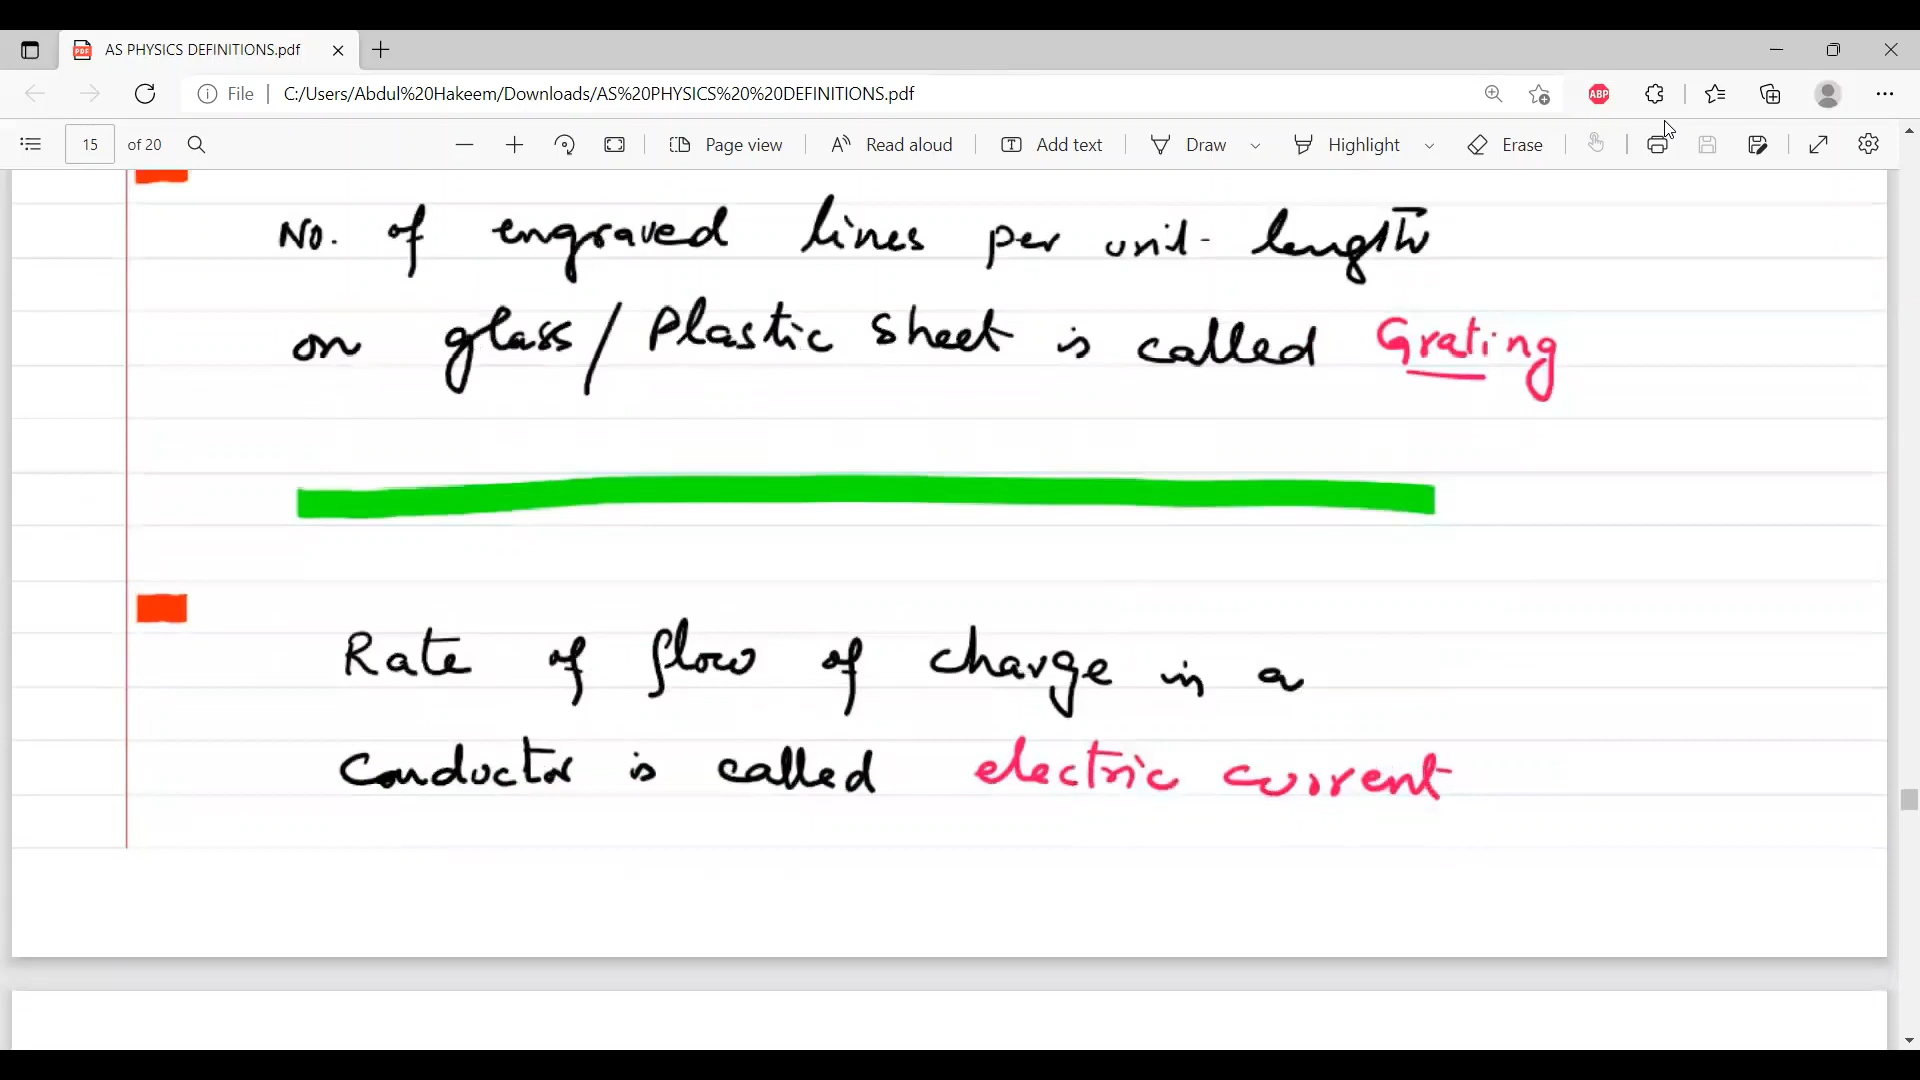 AS PHYSICS DEFINITIONS.pdf
File
C:/Users/Abdul%20Hakeem/Downloads/AS%20PHYSICS%20%20DEFINITIONS.pdf
ABP
15 of 20
Page view
Read aloud
Add text
Draw
Highlight
Erase
No. of engraved lines per unit length
on glass/Plastic sheet is called Grating
Rate of flow of charge in a
Conductor is called electric current